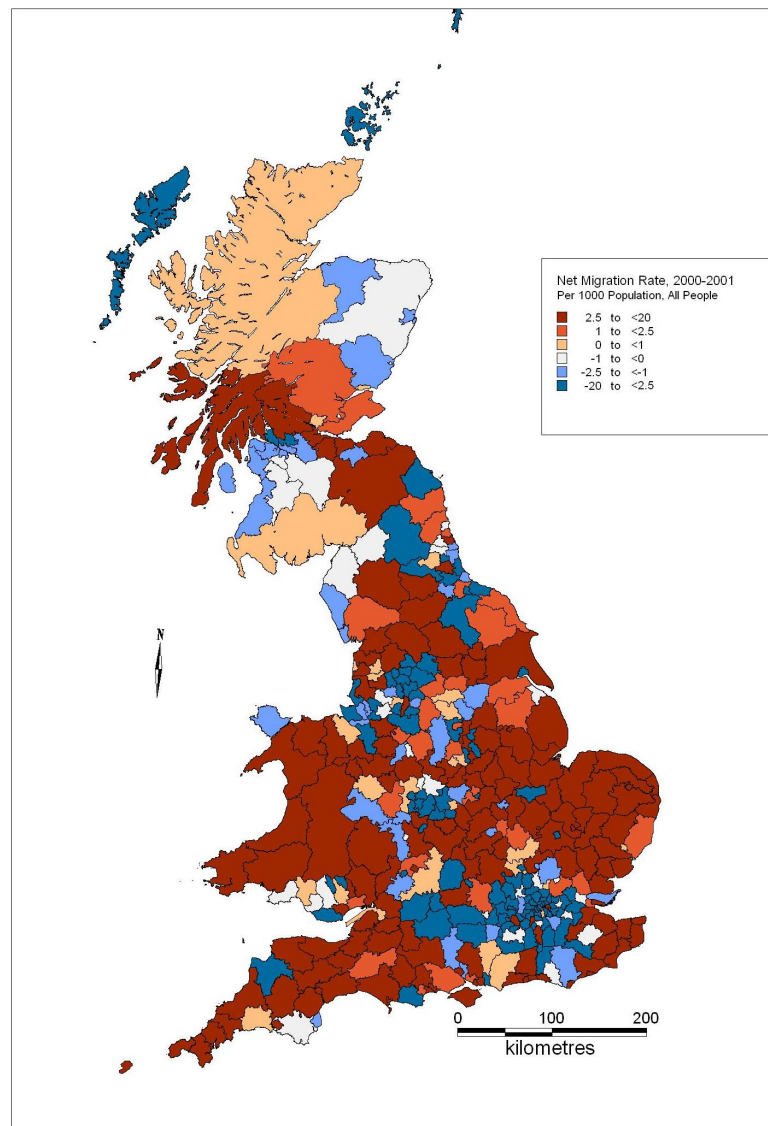 Net Migration Rate, 2000-2001
Per 1000 Population, All People
2.5 to <20
1 to <2.5
0 to <1
-1 to <0
-2.5 to <-1
-20 to <2.5
N
0 100 200
kilometres